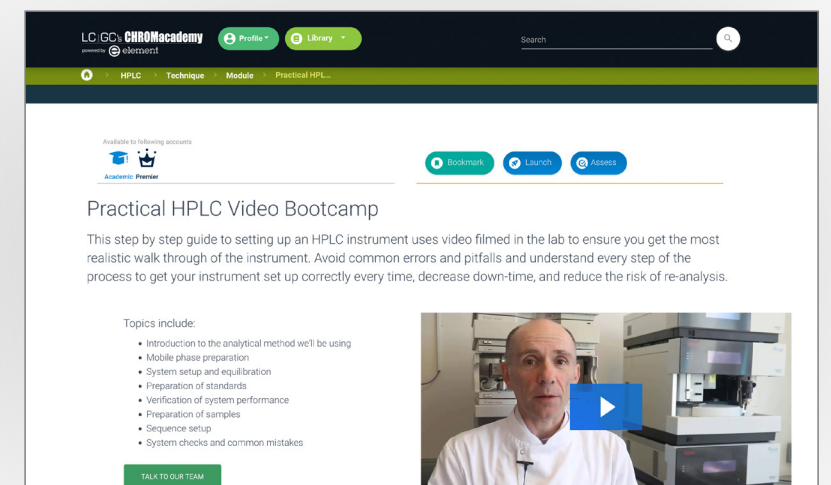 LC|GC's CHROMacademy
powered by element
Profile
Library
Search
HPLC > Technique > Module > Practical HPL...
Available to following accounts
Academic Premier
Bookmark
Launch
Assess
Practical HPLC Video Bootcamp
This step by step guide to setting up an HPLC instrument uses video filmed in the lab to ensure you get the most
realistic walk through of the instrument. Avoid common errors and pitfalls and understand every step of the
process to get your instrument set up correctly every time, decrease down-time, and reduce the risk of re-analysis.
Topics include:
• Introduction to the analytical method we'll be using
• Mobile phase preparation
• System setup and equilibration
• Preparation of standards
• Verification of system performance
• Preparation of samples
• Sequence setup
• System checks and common mistakes
TALK TO OUR TEAM